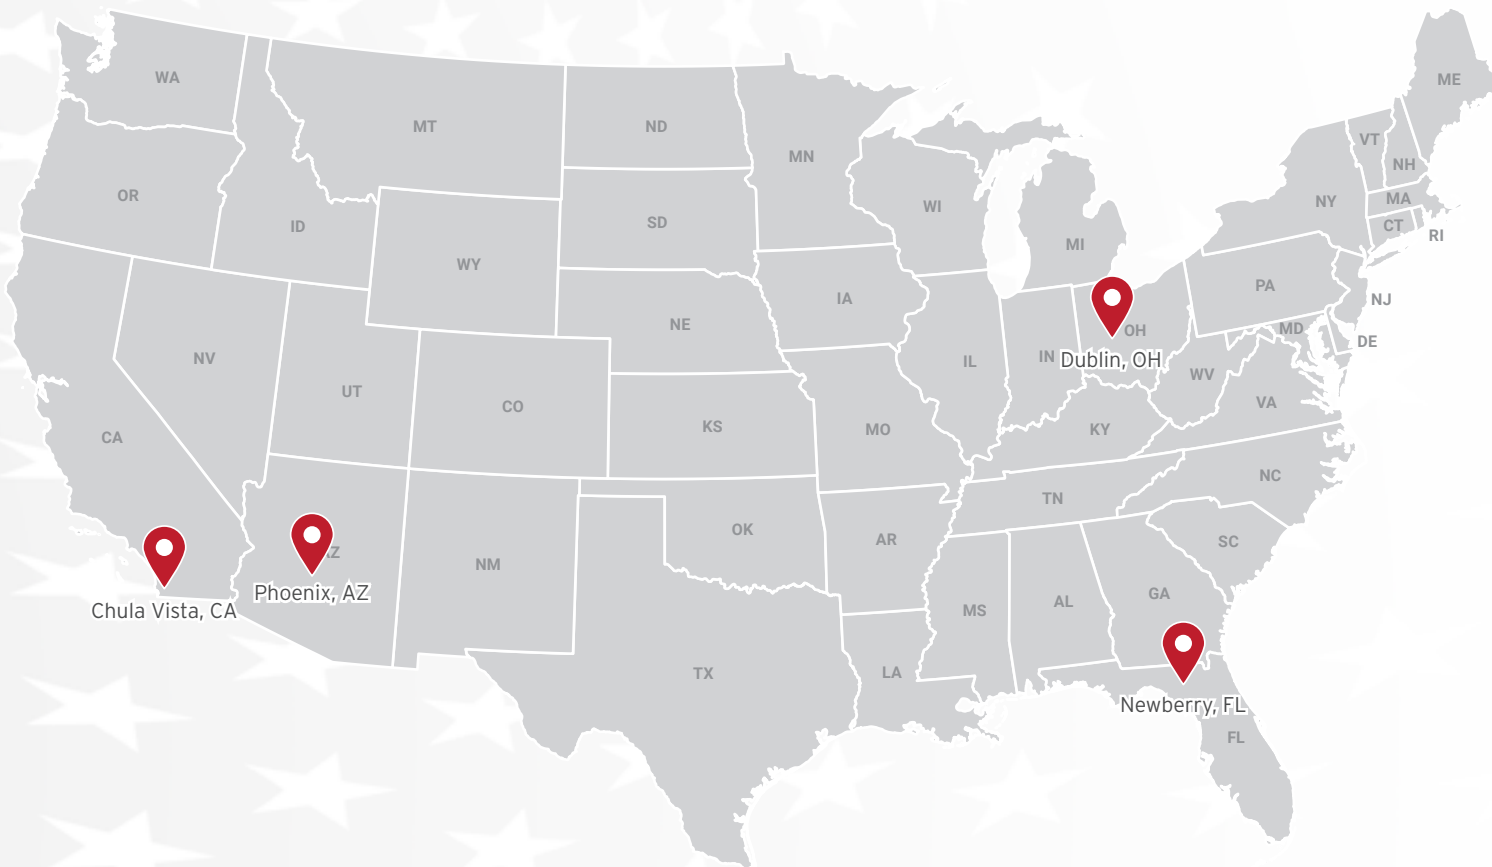 WA
ME
MT
ND
VT
MN
NH
OR
NY
MA
WI
SD
ID
CT
RI
MI
WY
PA
IA
NJ
NE
MD
OH
DE
NV
IN
Dublin, OH
IL
WV
UT
VA
CO
KS
MO
KY
CA
NC
TN
OK
AR
SC
Z
NM
Phoenix, AZ
GA
AL
MS
Chula Vista, CA
TX
LA
Newberry, FL
FL